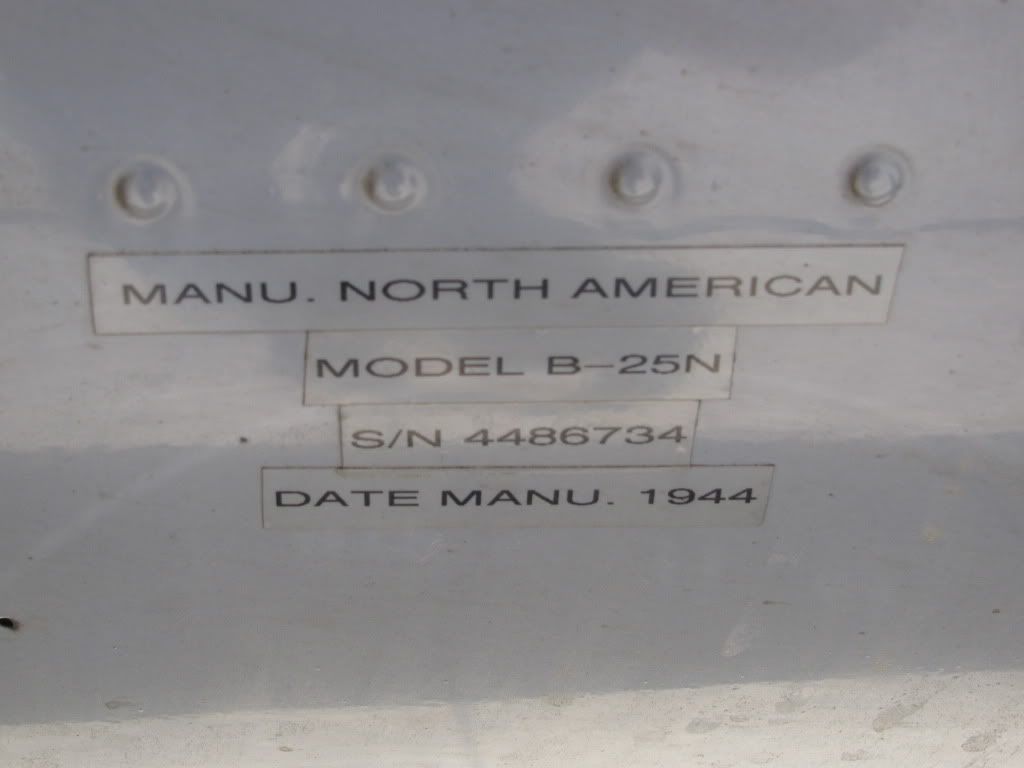 MANU. NORTH AMERICAN
MODEL B-25N
S/N 4486734
DATE MANU. 1944